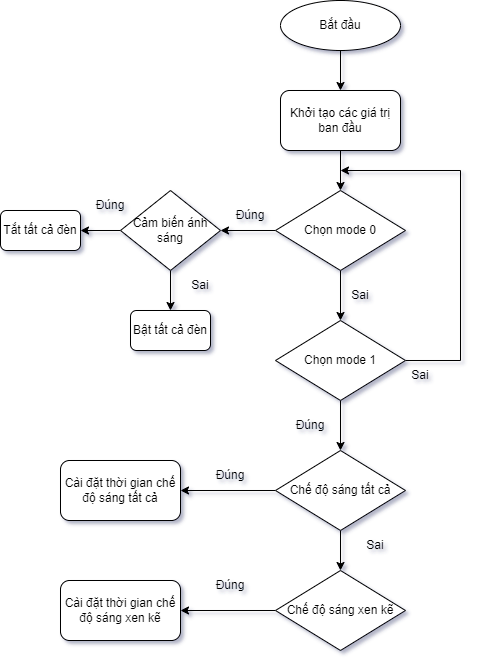 Bắt đầu
Khởi tạo các giá trị
ban đầu
Chọn mode 0
Đúng
Cảm biến ánh
sáng
Đúng
Tắt tất cả đèn
Sai
Bật tất cả đèn
Sai
Chọn mode 1
Sai
Đúng
Chế độ sáng tất cả
Đúng
Cài đặt thời gian chế
độ sáng tất cả
Sai
Chế độ sáng xen kẽ
Đúng
Cài đặt thời gian chế
độ sáng xen kẽ